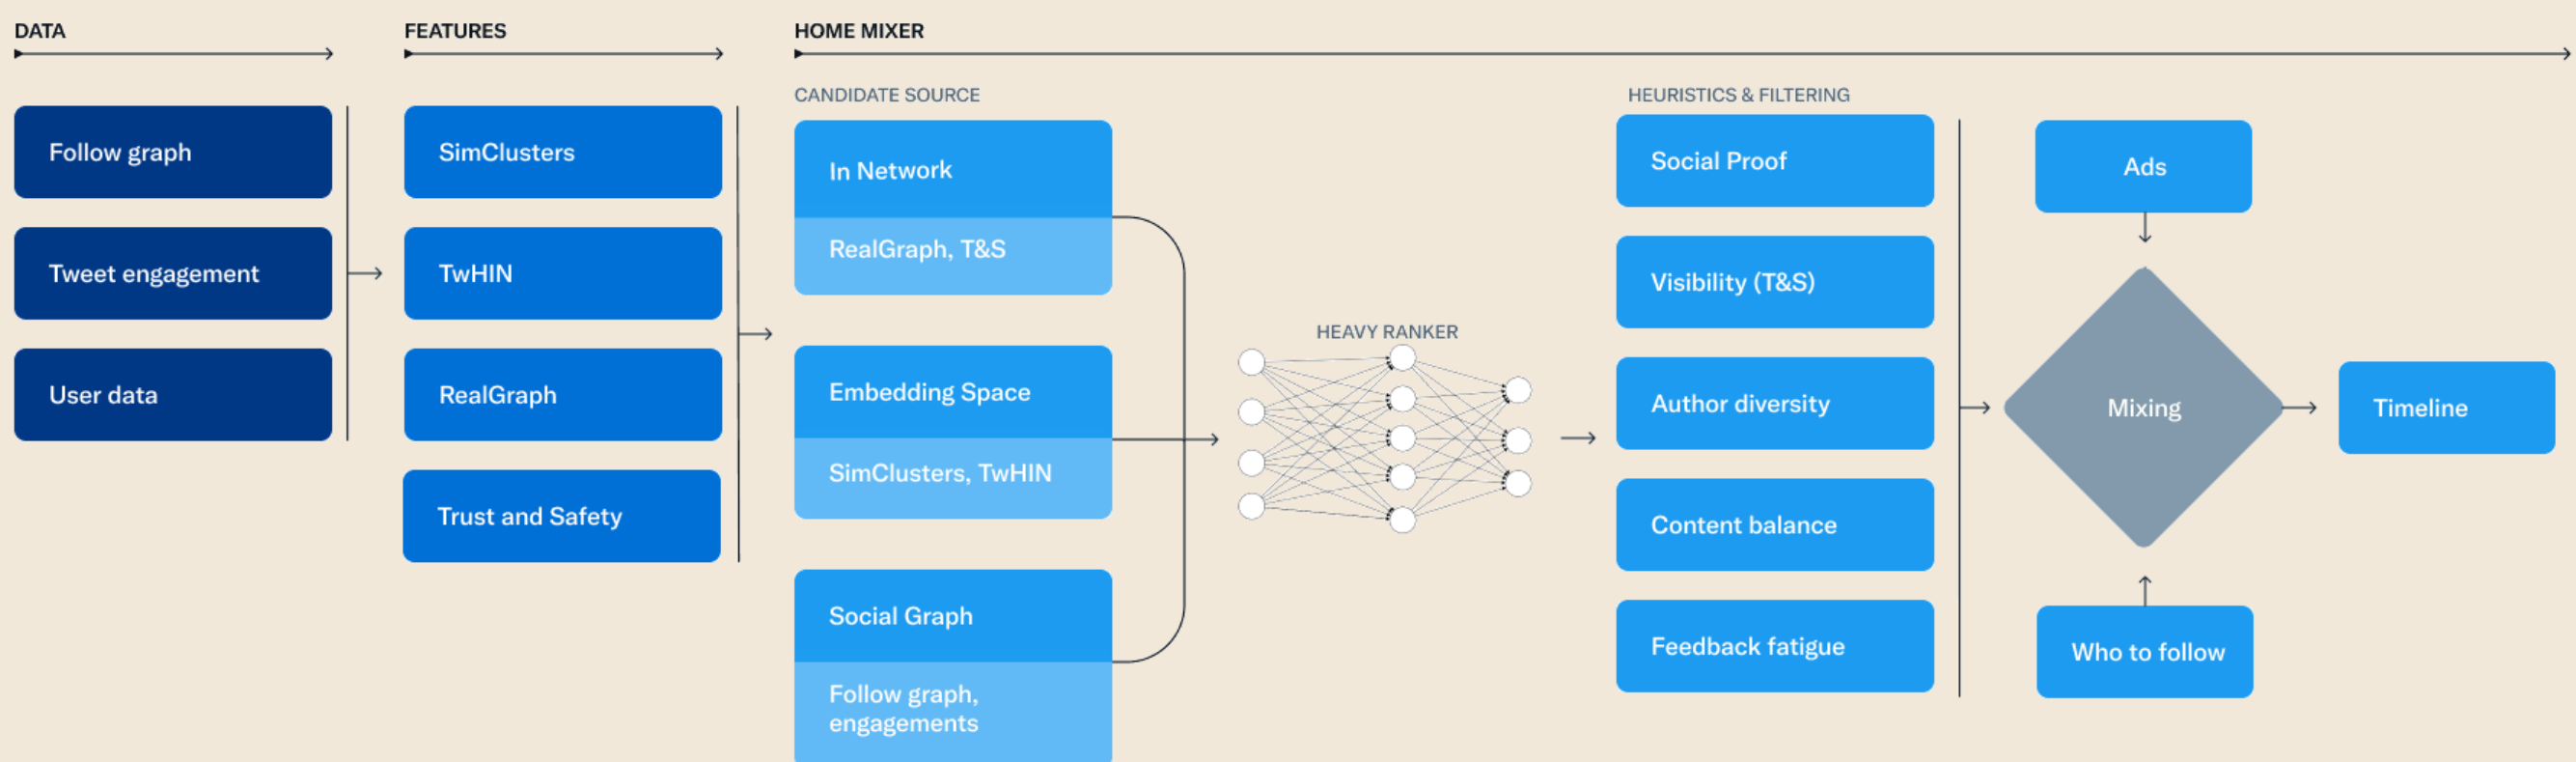 DATA
Follow graph
Tweet engagement
User data
FEATURES
SimClusters
TwHIN
RealGraph
Trust and Safety
HOME MIXER
CANDIDATE SOURCE
In Network
RealGraph, T&S
Embedding Space
SimClusters, TwHIN
Social Graph
Follow graph,
engagements
HEAVY RANKER
HEURISTICS & FILTERING
Social Proof
Visibility (T&S)
Author diversity
Content balance
Feedback fatigue
Ads
Mixing
Who to follow
Timeline